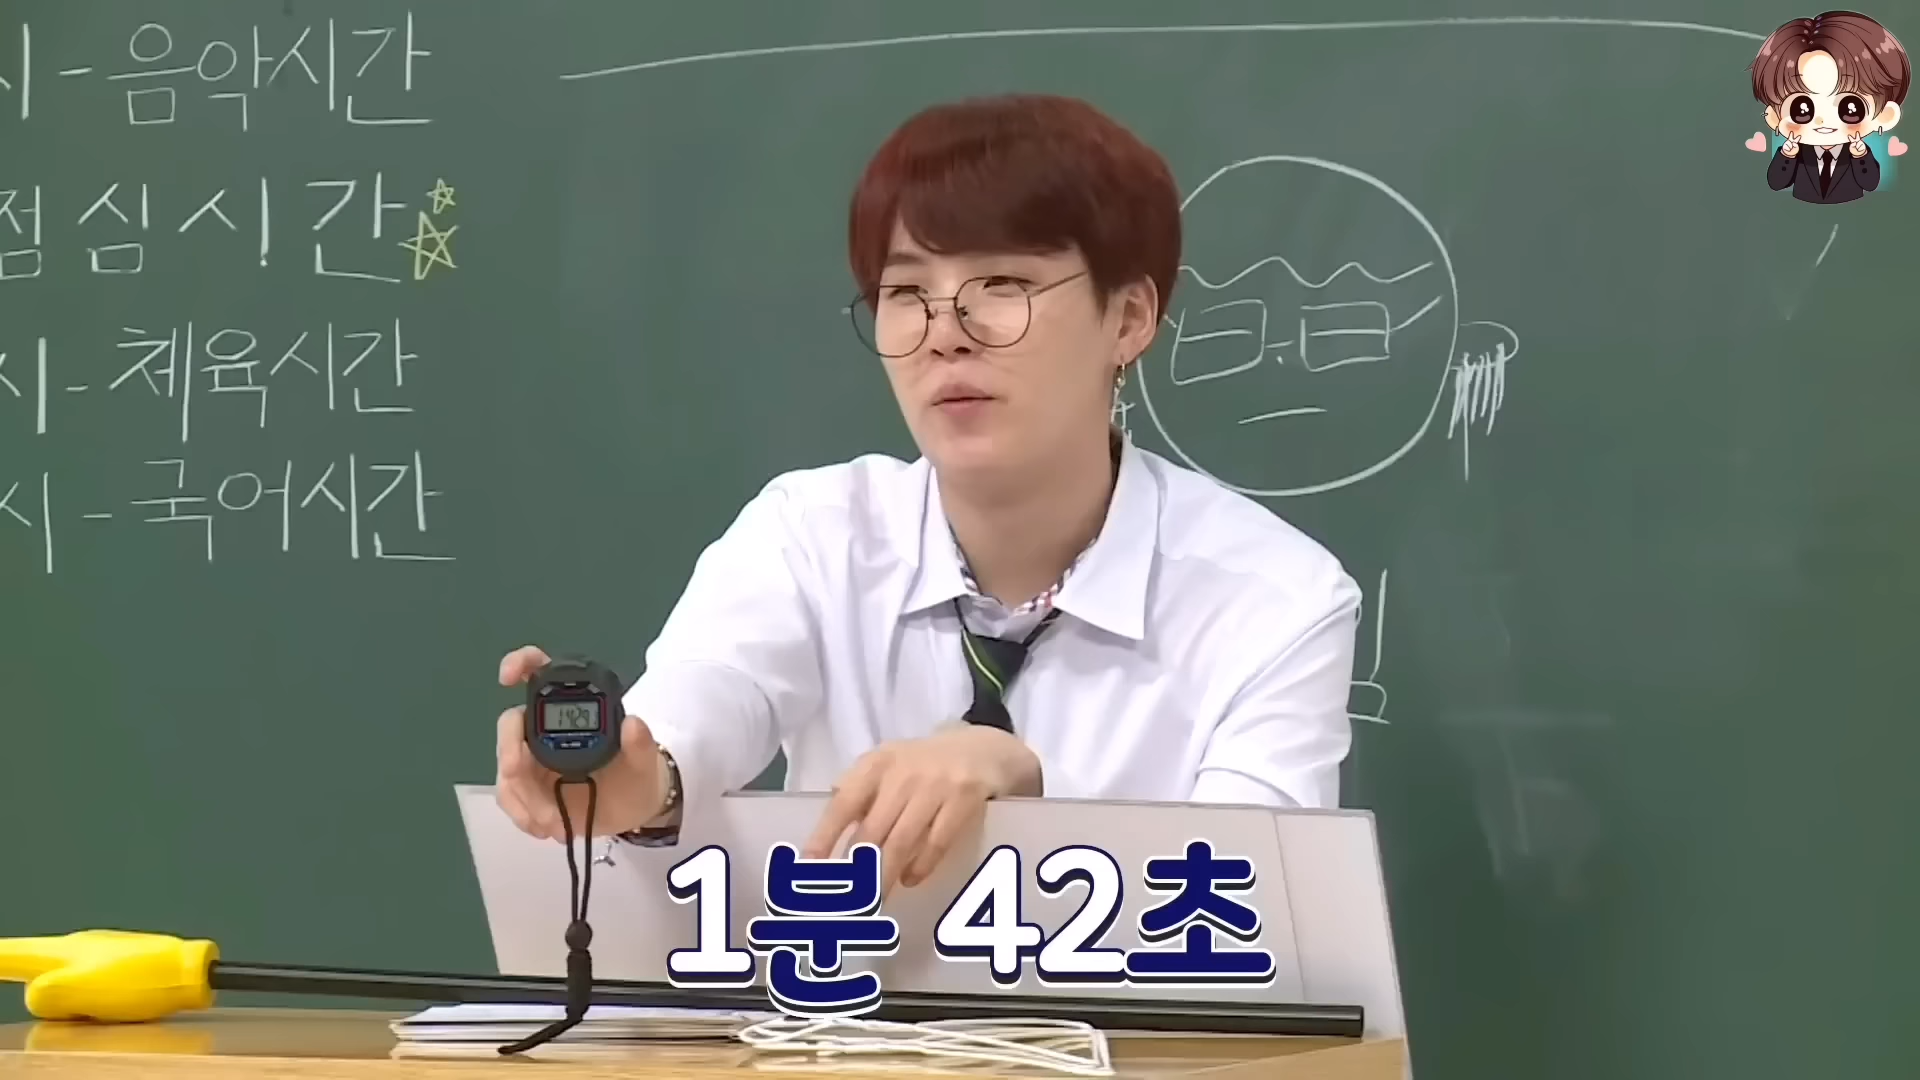 시 - 음악시간
점심시간
시 - 체육시간
시 - 국어시간
1분 42초